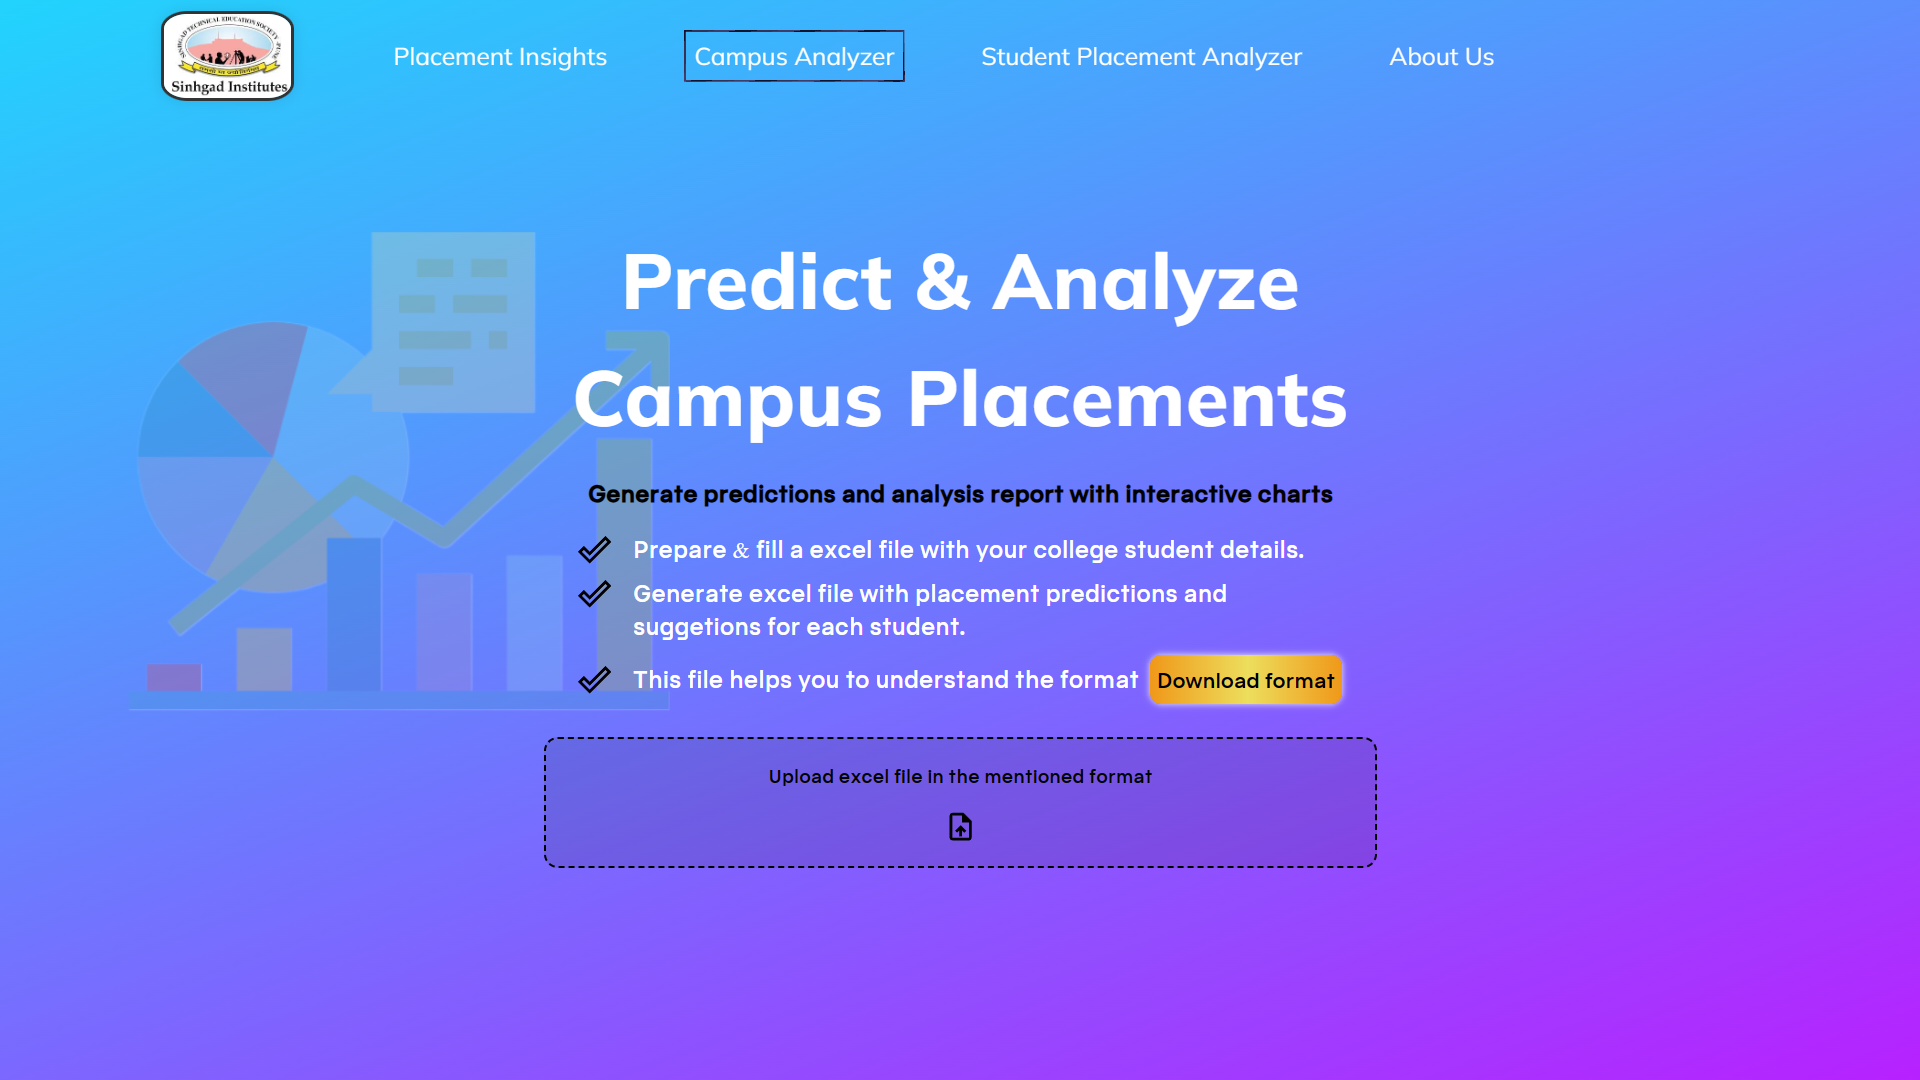 SINHGAD TECHNICAL EDUCATION SOCIETY
Sinhgad Institutes
Placement Insights
Campus Analyzer
Student Placement Analyzer
About Us
Predict & Analyze
Campus Placements
Generate predictions and analysis report with interactive charts
Prepare & fill a excel file with your college student details.
Generate excel file with placement predictions and
suggetions for each student.
This file helps you to understand the format
Download format
Upload excel file in the mentioned format